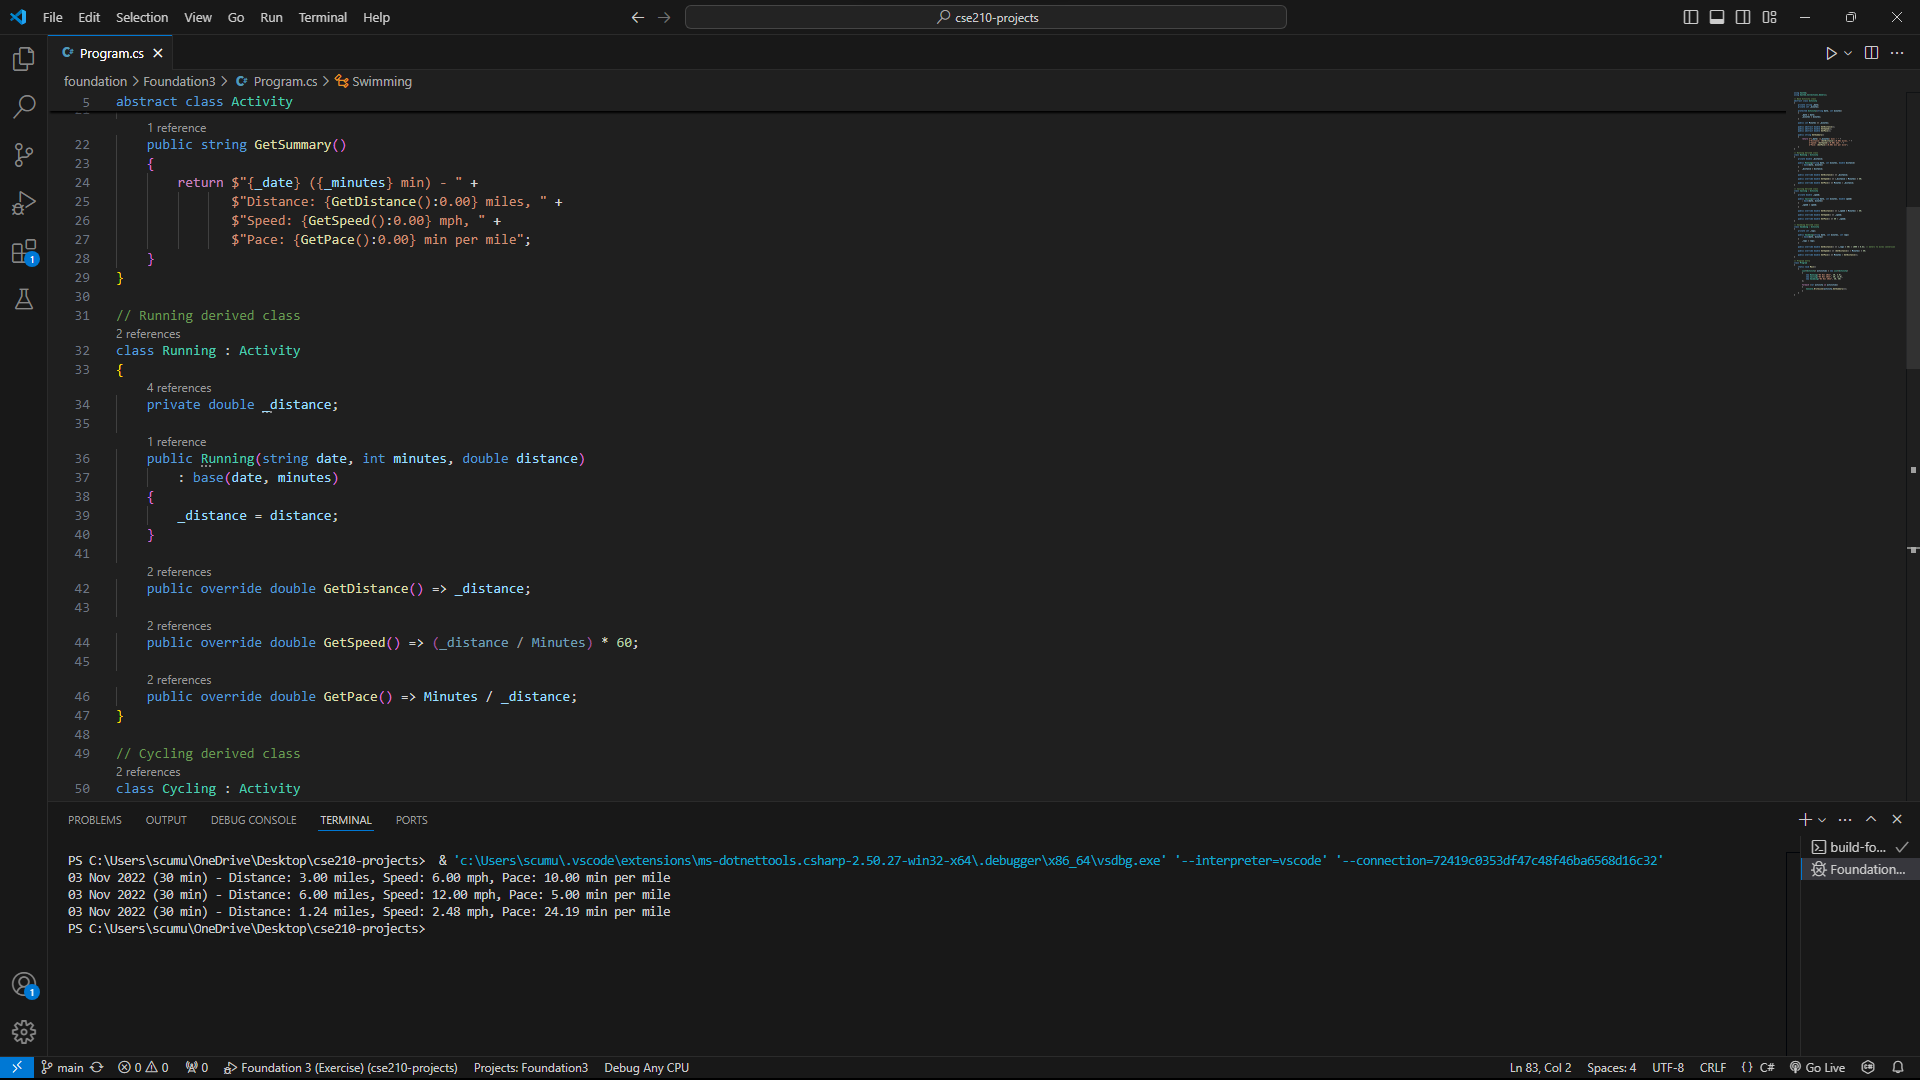 File Edit Selection View Go Run Terminal Help
cse210-projects
Program.cs
foundation > Foundation3 > Program.cs > Swimming
5 abstract class Activity
1 reference
22 public string GetSummary()
23 {
24 return $"{_date} ({_minutes} min) - " +
25 $"Distance: {GetDistance():0.00} miles, " +
26 $"Speed: {GetSpeed():0.00} mph, " +
27 $"Pace: {GetPace():0.00} min per mile";
28 }
29 }
30
31 // Running derived class
2 references
32 class Running : Activity
33 {
4 references
34 private double _distance;
35
1 reference
36 public Running(string date, int minutes, double distance)
37 : base(date, minutes)
38 {
39 _distance = distance;
40 }
41
2 references
42 public override double GetDistance() => _distance;
43
2 references
44 public override double GetSpeed() => (_distance / Minutes) * 60;
45
2 references
46 public override double GetPace() => Minutes / _distance;
47 }
48
49 // Cycling derived class
2 references
50 class Cycling : Activity
PROBLEMS OUTPUT DEBUG CONSOLE TERMINAL PORTS
PS C:\Users\scumu\OneDrive\Desktop\cse210-projects> & 'c:\Users\scumu\.vscode\extensions\ms-dotnettools.csharp-2.50.27-win32-x64\.debugger\x86_64\vsdbg.exe' '--interpreter=vscode' '--connection=72419c0353df47c48f46ba6568d16c32'
03 Nov 2022 (30 min) - Distance: 3.00 miles, Speed: 6.00 mph, Pace: 10.00 min per mile
03 Nov 2022 (30 min) - Distance: 6.00 miles, Speed: 12.00 mph, Pace: 5.00 min per mile
03 Nov 2022 (30 min) - Distance: 1.24 miles, Speed: 2.48 mph, Pace: 24.19 min per mile
PS C:\Users\scumu\OneDrive\Desktop\cse210-projects>
build-fo...
Foundation...
1
1
main 0 0 0 Foundation 3 (Exercise) (cse210-projects) Projects: Foundation3 Debug Any CPU
Ln 83, Col 2 Spaces: 4 UTF-8 CRLF {} C# Go Live